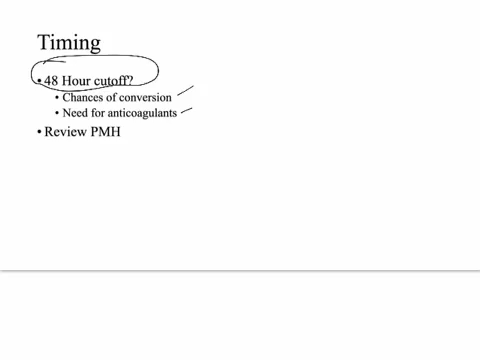 Timing
• 48 Hour cutoff?
• Chances of conversion
• Need for anticoagulants
• Review PMH